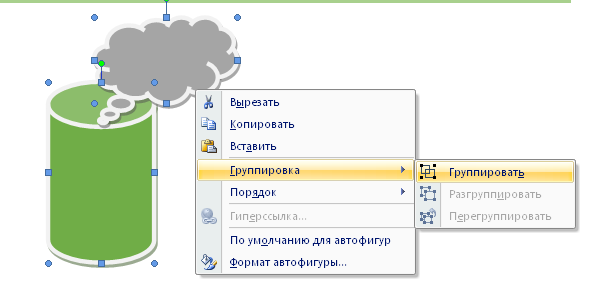 Вырезать
Копировать
Вставить
Группировка
Порядок
Гиперссылка...
По умолчанию для автофигур
Формат автофигуры...
Группировать
Разгруппировать
Перегруппировать